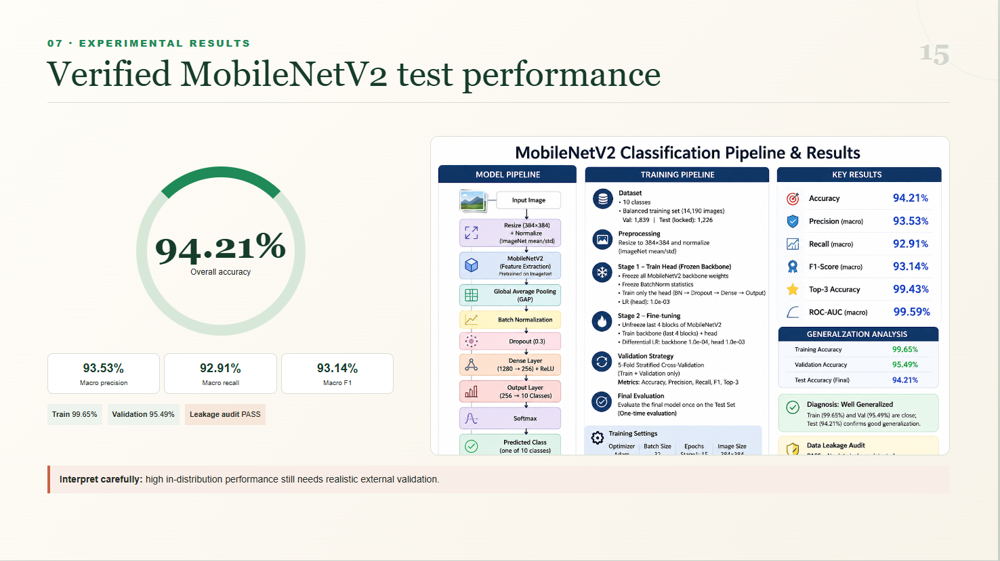 07 · EXPERIMENTAL RESULTS
15
Verified MobileNetV2 test performance
94.21%
Overall accuracy
93.53%
Macro precision
92.91%
Macro recall
93.14%
Macro F1
Train 99.65%
Validation 95.49%
Leakage audit PASS
MobileNetV2 Classification Pipeline & Results
MODEL PIPELINE
Input Image
Resize (384×384)
+ Normalize
(ImageNet mean/std)
MobileNetV2
(Feature Extraction)
Pretrained on ImageNet
Global Average Pooling
(GAP)
Batch Normalization
Dropout (0.3)
Dense Layer
(1280 → 256) + ReLU
Output Layer
(256 → 10 Classes)
Softmax
Predicted Class
(one of 10 classes)
TRAINING PIPELINE
Dataset
• 10 classes
• Balanced training set (14,190 images)
Val: 1,839 | Test (locked): 1,226
Preprocessing
Resize to 384×384 and normalize
(ImageNet mean/std)
Stage 1 – Train Head (Frozen Backbone)
• Freeze all MobileNetV2 backbone weights
• Freeze BatchNorm statistics
• Train only the head (BN → Dropout → Dense → Output)
• LR (head): 1.0e-03
Stage 2 – Fine-tuning
• Unfreeze last 4 blocks of MobileNetV2
• Train backbone (last 4 blocks) + head
• Differential LR: backbone 1.0e-04, head 1.0e-03
Validation Strategy
5-Fold Stratified Cross-Validation
(Train + Validation only)
Metrics: Accuracy, Precision, Recall, F1, Top-3
Final Evaluation
Evaluate the final model once on the Test Set
(One-time evaluation)
Training Settings
Optimizer Batch Size Epochs Image Size
Adam 32 Stage1: 15 384×384
KEY RESULTS
Accuracy 94.21%
Precision (macro) 93.53%
Recall (macro) 92.91%
F1-Score (macro) 93.14%
Top-3 Accuracy 99.43%
ROC-AUC (macro) 99.59%
GENERALZATION ANALYSIS
Training Accuracy 99.65%
Validation Accuracy 95.49%
Test Accuracy (Final) 94.21%
Diagnosis: Well Generalized
Train (99.65%) and Val (95.49%) are close;
Test (94.21%) confirms good generalization.
Data Leakage Audit
Interpret carefully: high in-distribution performance still needs realistic external validation.